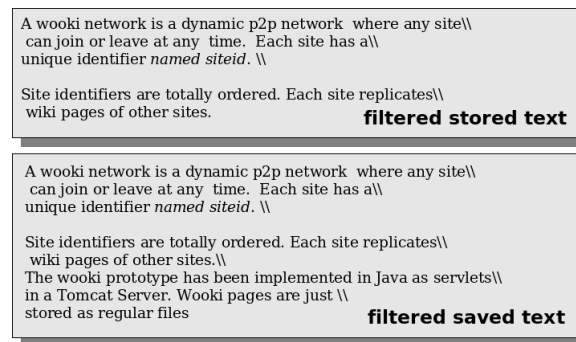 A wooki network is a dynamic p2p network  where any site\\
can join or leave at any  time.  Each site has a\\
unique identifier named siteid. \\
Site identifiers are totally ordered. Each site replicates\\
wiki pages of other sites.
filtered stored text
A wooki network is a dynamic p2p network  where any site\\
can join or leave at any  time.  Each site has a\\
unique identifier named siteid. \\
Site identifiers are totally ordered. Each site replicates\\
wiki pages of other sites.\\
The wooki prototype has been implemented in Java as servlets\\
in a Tomcat Server. Wooki pages are just \\
stored as regular files
filtered saved text